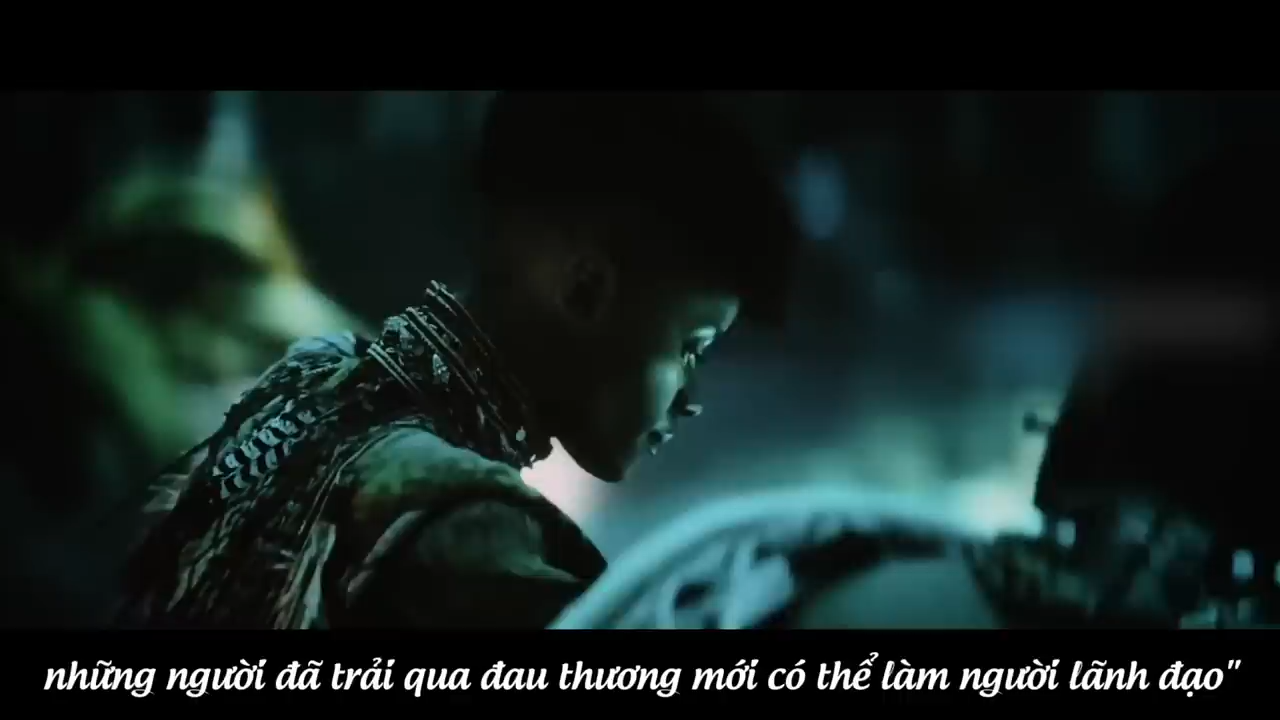 những người đã trải qua đau thương mới có thể làm người lãnh đạo"